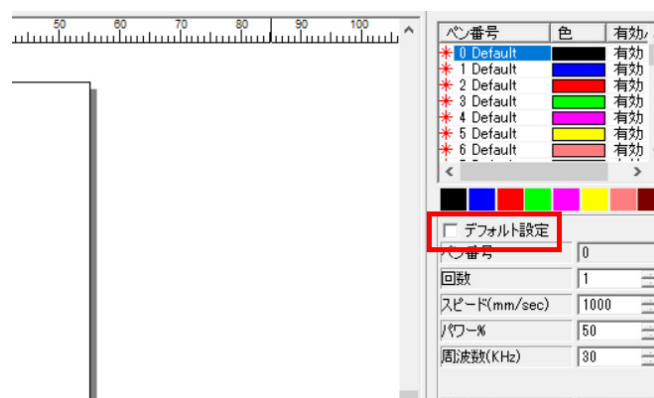 50 60 70 80 90 100
ペン番号 色 有効/
0 Default 有効
1 Default 有効
2 Default 有効
3 Default 有効
4 Default 有効
5 Default 有効
6 Default 有効
デフォルト設定
ペン番号 0
回数 1
スピード(mm/sec) 1000
パワー% 50
周波数(KHz) 30